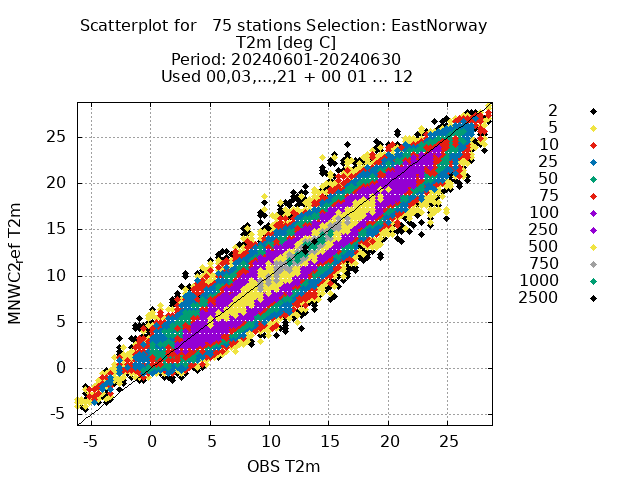 Scatterplot for 75 stations Selection: EastNorway
T2m [deg C]
Period: 20240601-20240630
Used 00,03,...,21 + 00 01 ... 12
2
5
10
25
50
75
100
250
500
750
1000
2500
25
20
15
10
5
0
-5
MNWC2ref T2m
-5 0 5 10 15 20 25
OBS T2m